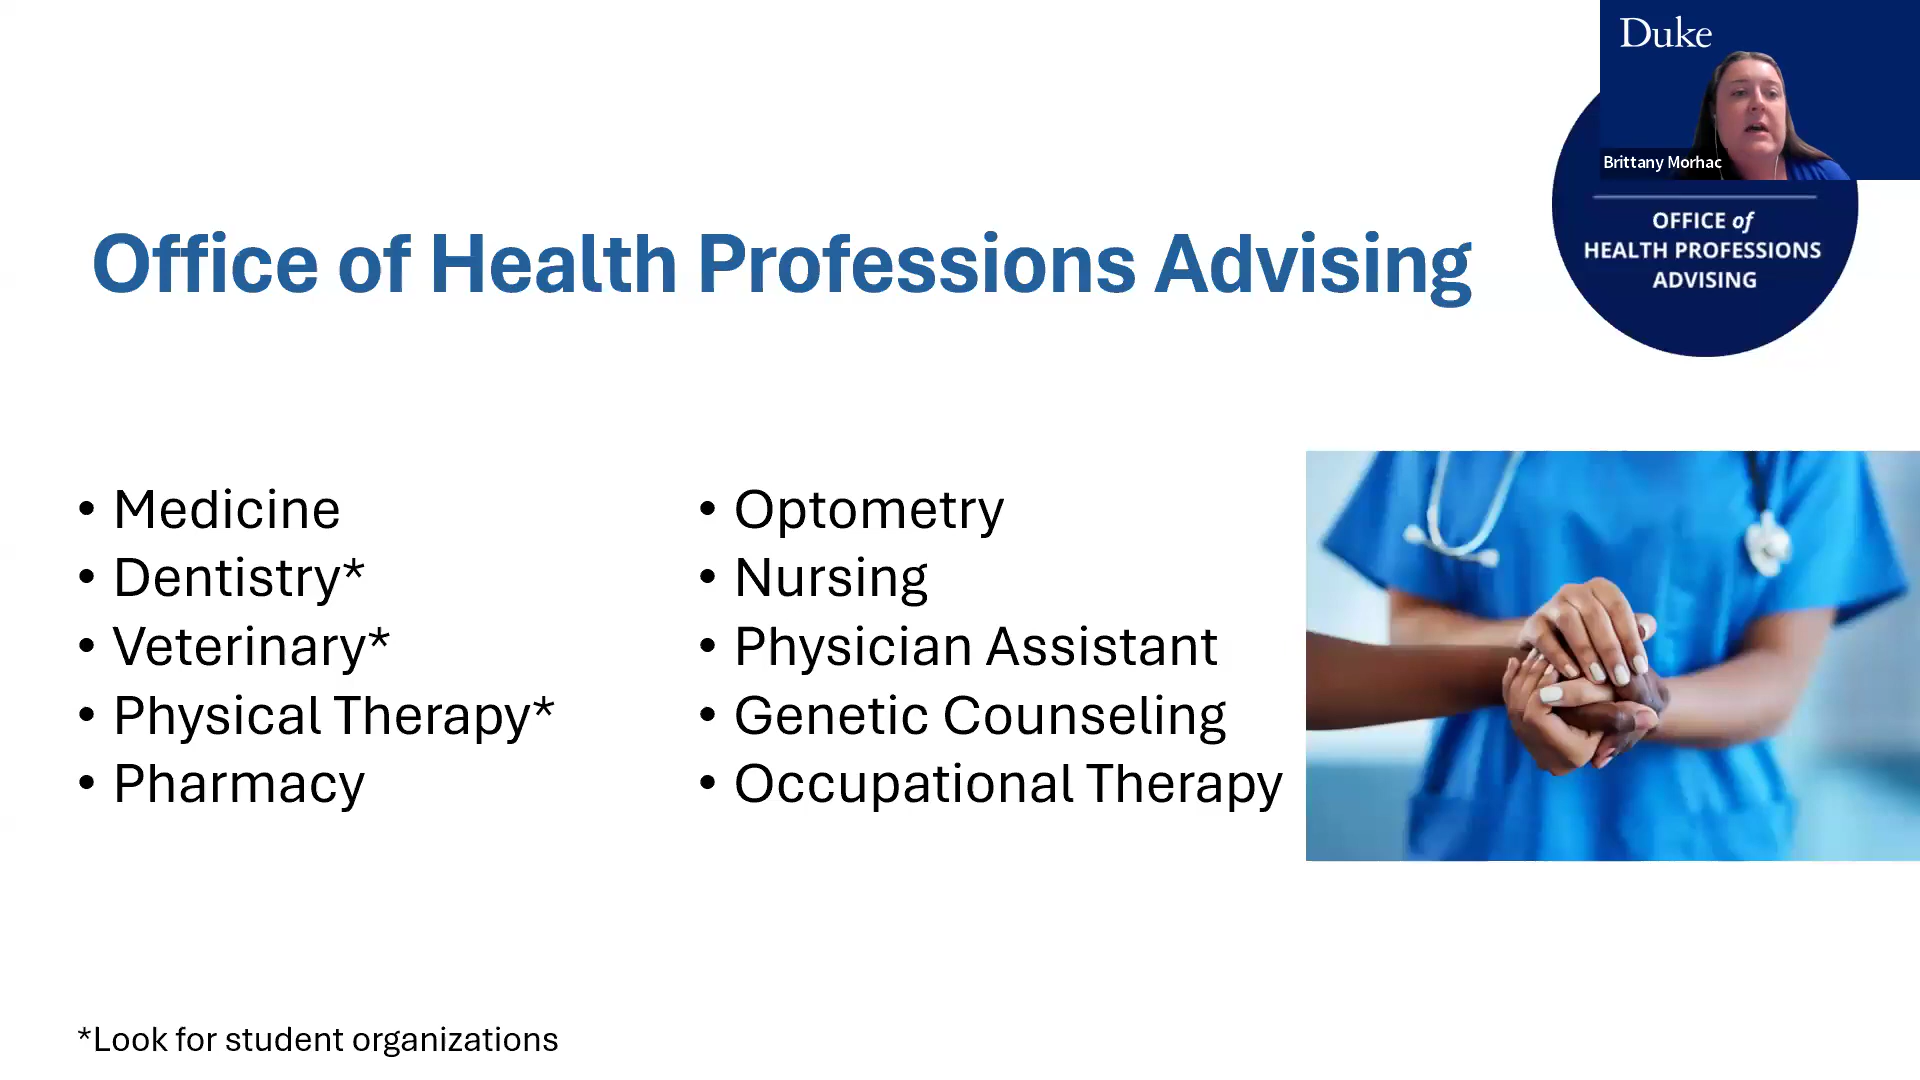 Duke
Brittany Morhac
OFFICE of
HEALTH PROFESSIONS
ADVISING
Office of Health Professions Advising
• Medicine
• Dentistry*
• Veterinary*
• Physical Therapy*
• Pharmacy
• Optometry
• Nursing
• Physician Assistant
• Genetic Counseling
• Occupational Therapy
*Look for student organizations